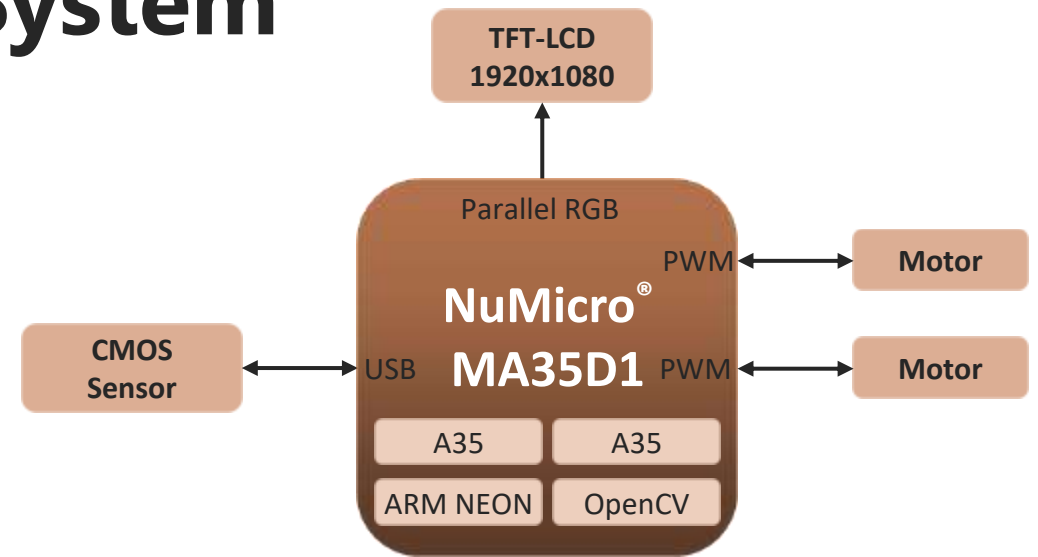 System
TFT-LCD
1920x1080
Parallel RGB
PWM
Motor
NuMicro®
MA35D1
CMOS
Sensor
USB
PWM
Motor
A35
A35
ARM NEON
OpenCV